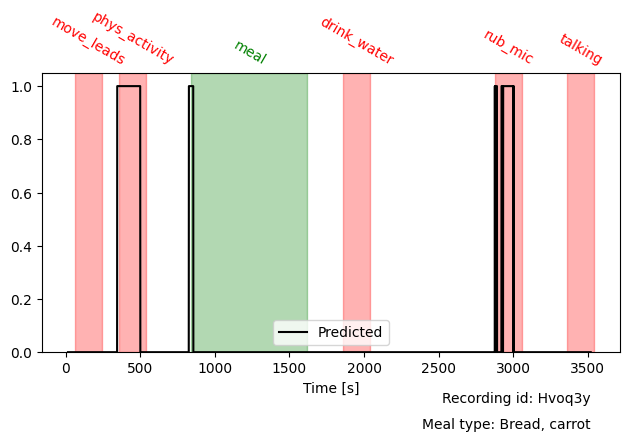 move_leads
phys_activity
meal
drink_water
rub_mic
talking
1.0
0.8
0.6
0.4
0.2
0.0
Predicted
0 500 1000 1500 2000 2500 3000 3500
Time [s]
Recording id: Hvoq3y
Meal type: Bread, carrot